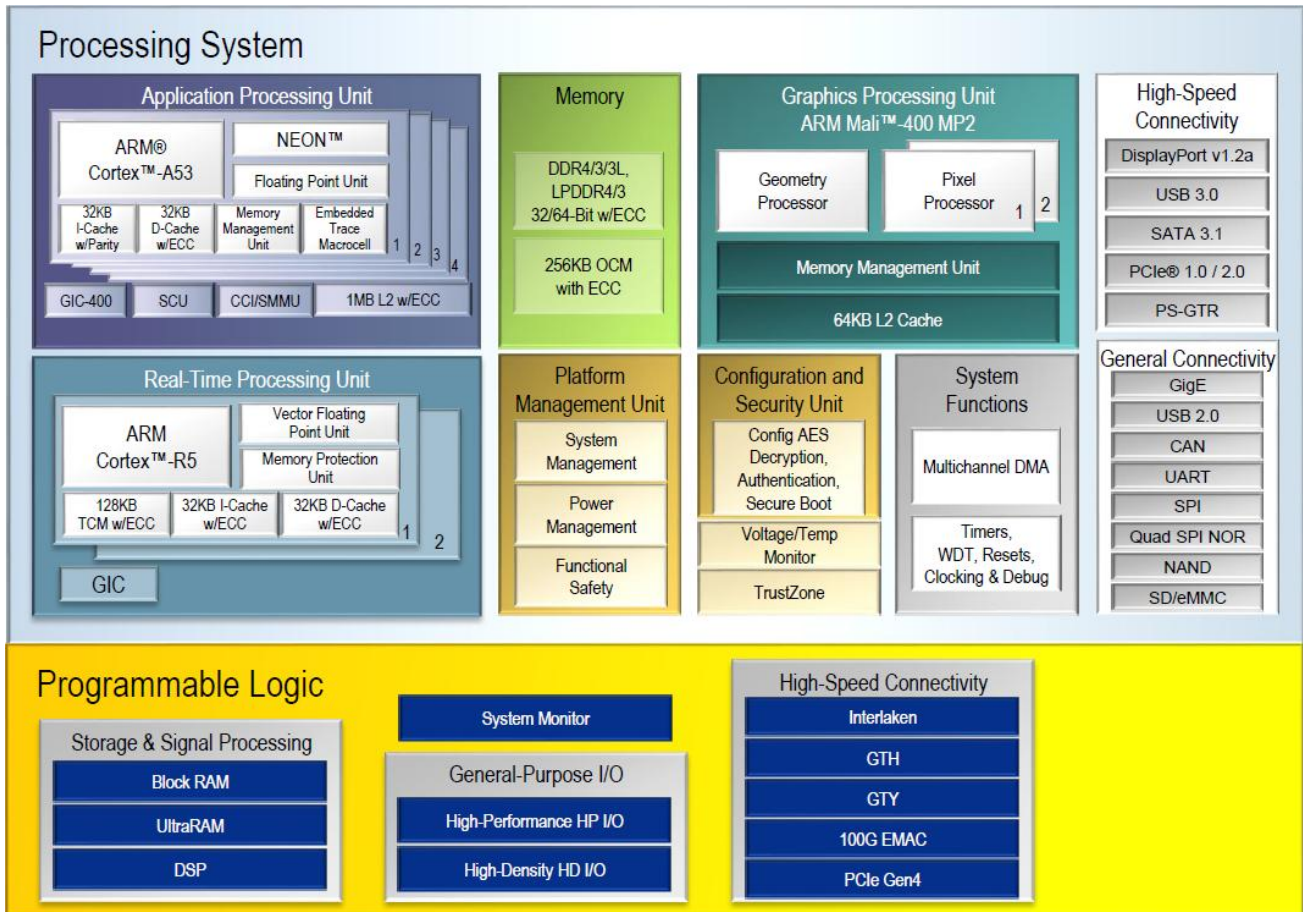 Processing System
Application Processing Unit
ARM®
Cortex™-A53
NEON™
Floating Point Unit
32KB
I-Cache
w/Parity
32KB
D-Cache
w/ECC
Memory
Management
Unit
Embedded
Trace
Macrocell
1
2
3
4
GIC-400
SCU
CCI/SMMU
1MB L2 w/ECC
Memory
DDR4/3/3L,
LPDDR4/3
32/64-Bit w/ECC
256KB OCM
with ECC
Graphics Processing Unit
ARM Mali™-400 MP2
Geometry
Processor
Pixel
Processor
1
2
Memory Management Unit
64KB L2 Cache
High-Speed
Connectivity
DisplayPort v1.2a
USB 3.0
SATA 3.1
PCIe® 1.0 / 2.0
PS-GTR
Real-Time Processing Unit
ARM
Cortex™-R5
Vector Floating
Point Unit
Memory Protection
Unit
128KB
TCM w/ECC
32KB I-Cache
w/ECC
32KB D-Cache
w/ECC
1
2
GIC
Platform
Management Unit
System
Management
Power
Management
Functional
Safety
Configuration and
Security Unit
Config AES
Decryption,
Authentication,
Secure Boot
Voltage/Temp
Monitor
TrustZone
System
Functions
Multichannel DMA
Timers,
WDT, Resets,
Clocking & Debug
General Connectivity
GigE
USB 2.0
CAN
UART
SPI
Quad SPI NOR
NAND
SD/eMMC
Programmable Logic
Storage & Signal Processing
Block RAM
UltraRAM
DSP
System Monitor
General-Purpose I/O
High-Performance HP I/O
High-Density HD I/O
High-Speed Connectivity
Interlaken
GTH
GTY
100G EMAC
PCIe Gen4